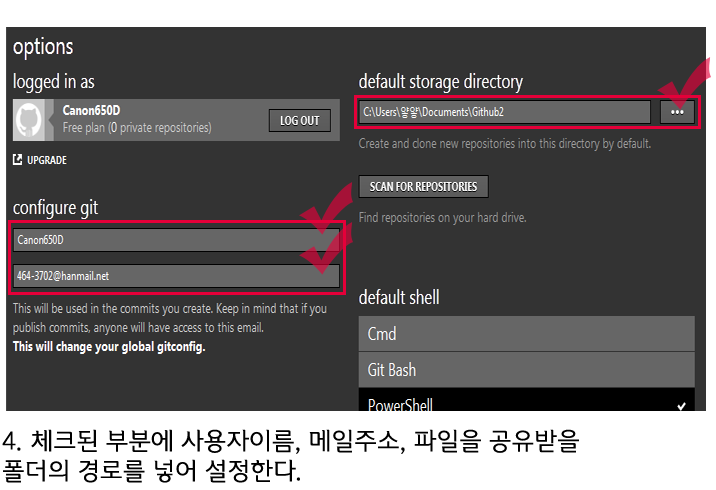 options
logged in as
Canon650D
Free plan (0 private repositories)
LOG OUT
UPGRADE
configure git
Canon650D
464-3702@hanmail.net
This will be used in the commits you create. Keep in mind that if you
publish commits, anyone will have access to this email.
This will change your global gitconfig.
default storage directory
C:\Users\말말\Documents\Github2
...
Create and clone new repositories into this directory by default.
SCAN FOR REPOSITORIES
Find repositories on your hard drive.
default shell
Cmd
Git Bash
PowerShell
4. 체크된 부분에 사용자이름, 메일주소, 파일을 공유받을
폴더의 경로를 넣어 설정한다.